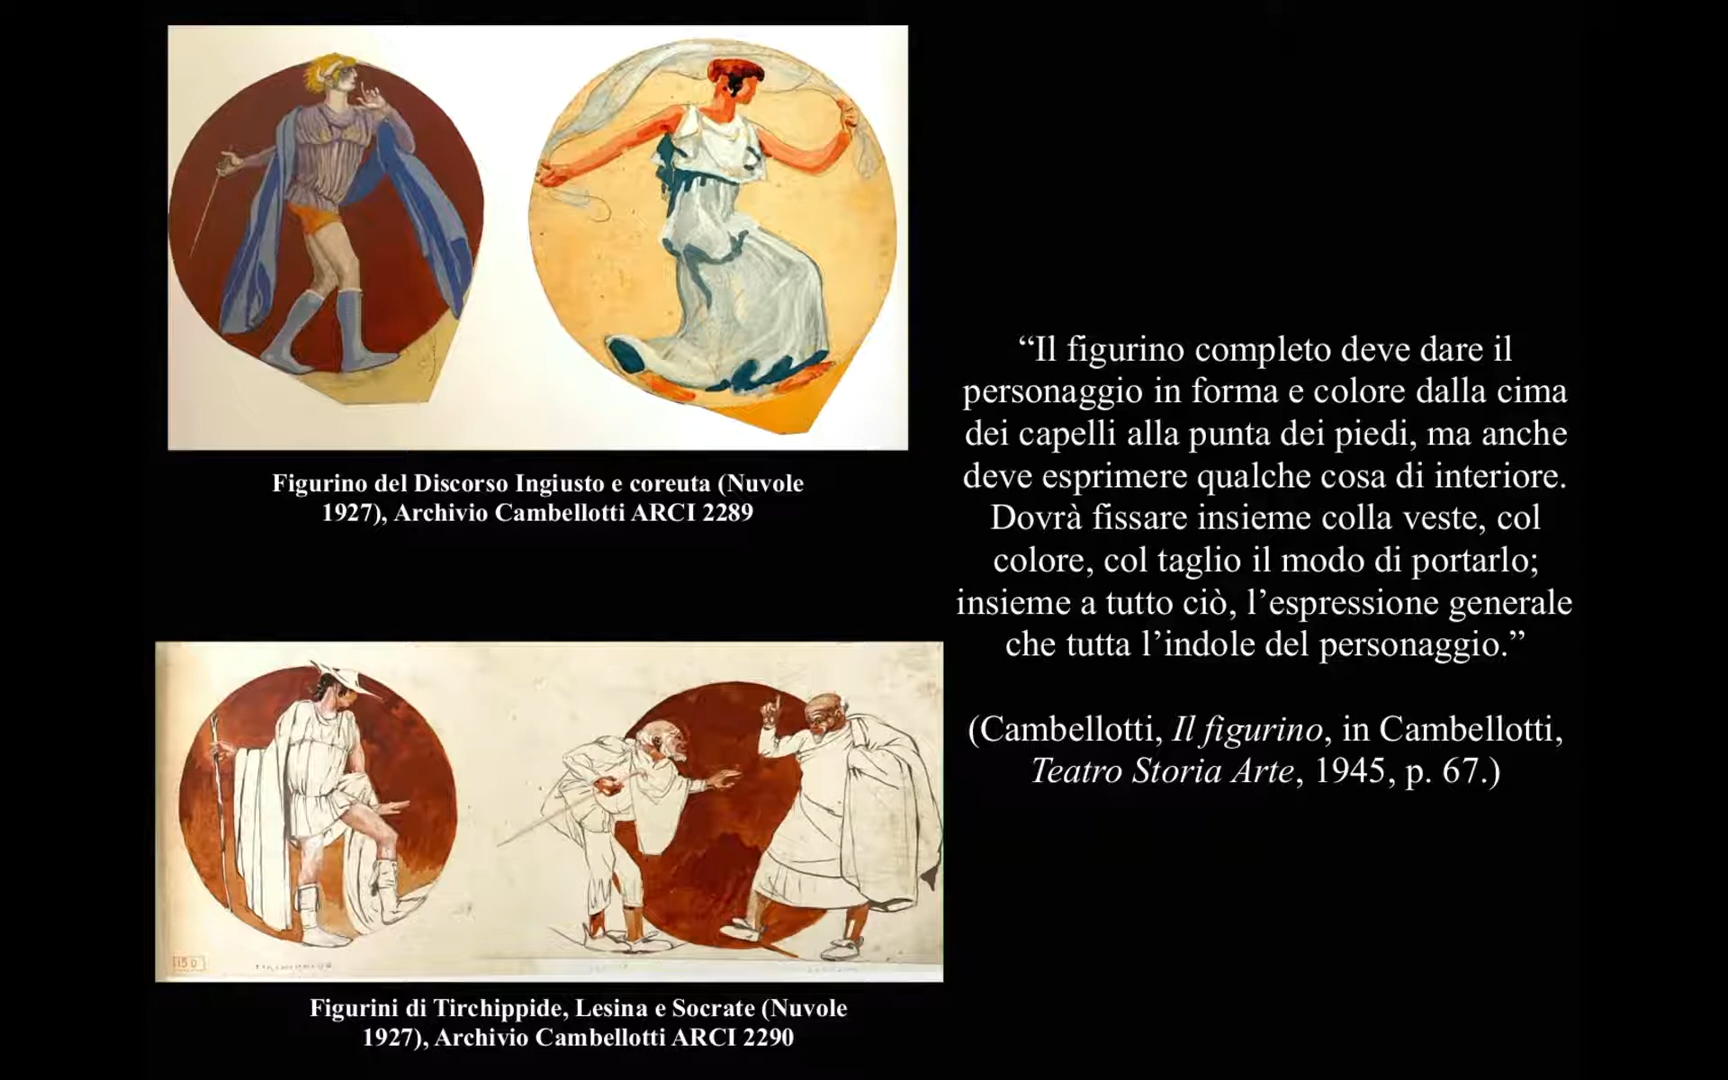 Figurino del Discorso Ingiusto e coreuta (Nuvole
1927), Archivio Cambellotti ARCI 2289
“Il figurino completo deve dare il
personaggio in forma e colore dalla cima
dei capelli alla punta dei piedi, ma anche
deve esprimere qualche cosa di interiore.
Dovrà fissare insieme colla veste, col
colore, col taglio il modo di portarlo;
insieme a tutto ciò, l’espressione generale
che tutta l’indole del personaggio.”
(Cambellotti, Il figurino, in Cambellotti,
Teatro Storia Arte, 1945, p. 67.)
150
Figurini di Tirchippide, Lesina e Socrate (Nuvole
1927), Archivio Cambellotti ARCI 2290